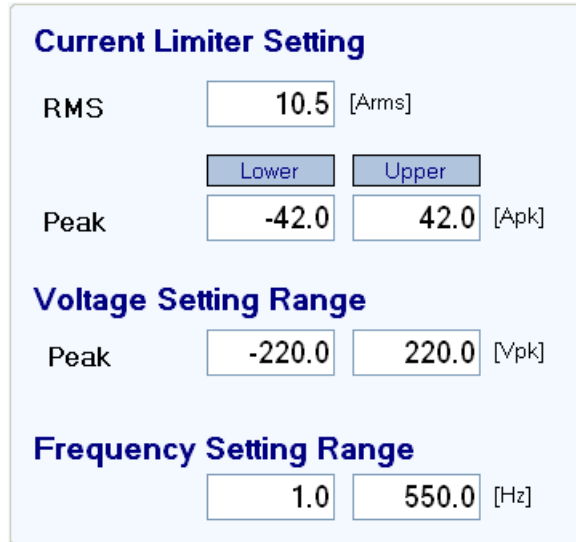 Current Limiter Setting
RMS 10.5 [Arms]
Lower Upper
Peak -42.0 42.0 [Apk]
Voltage Setting Range
Peak -220.0 220.0 [Vpk]
Frequency Setting Range
1.0 550.0 [Hz]